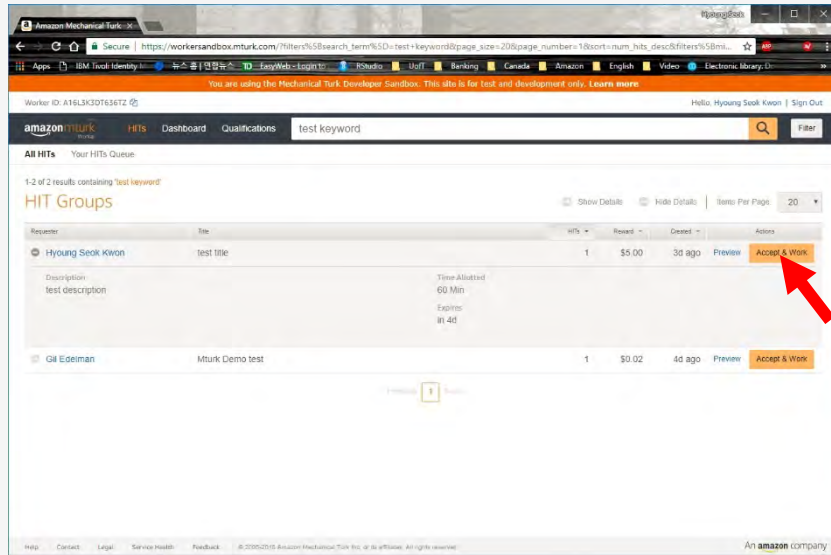 HyoungSeok
Amazon Mechanical Turk
Secure | https://workersandbox.mturk.com/?filters%5Bsearch_term%5D=test+keyword&page_size=20&page_number=1&sort=num_hits_desc&filters%5Bmi...
Apps IBM Tivoli Identity 뉴스 홈 | 연합뉴스 TD EasyWeb - Login to RStudio UofT Banking Canada Amazon English Video Electronic library. D
You are using the Mechanical Turk Developer Sandbox. This site is for test and development only. Learn more
Worker ID: Hello, Hyoung Seok Kwon | Sign Out
amazon mturk Worker HITs Dashboard Qualifications test keyword Filter
All HITs Your HITs Queue
1-2 of 2 results containing 'test keyword'
HIT Groups Show Details Hide Details Items Per Page 20
Requester Title HITs Reward Created Actions
Hyoung Seok Kwon test title 1 $5.00 3d ago Preview Accept & Work
Description Time Allotted
test description 60 Min
Expires
in 4d
Gil Edelman Mturk Demo test 1 $0.02 4d ago Preview Accept & Work
1
Help Contact Legal Service Health Feedback An amazon company